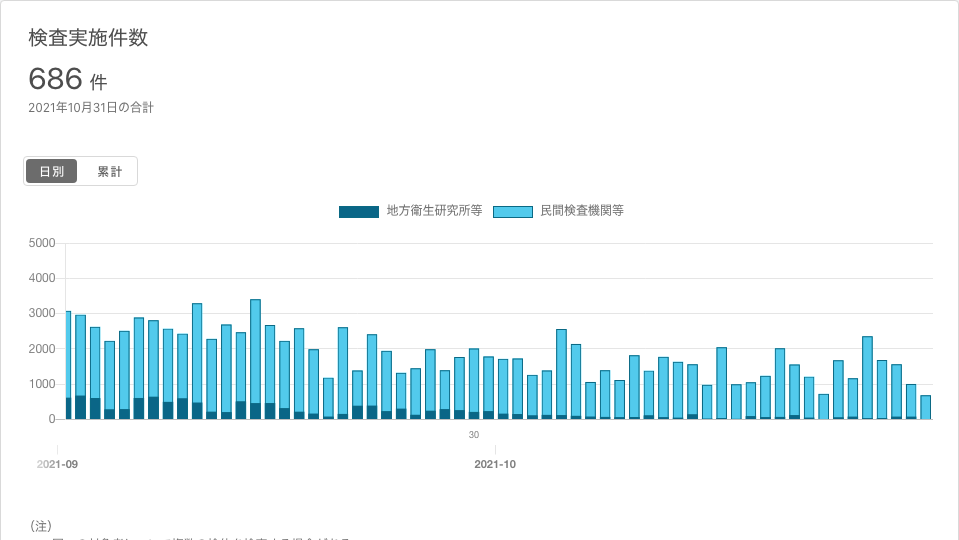 検査実施件数
686 件
2021年10月31日の合計
日別 累計
地方衛生研究所等 民間検査機関等
5000
4000
3000
2000
1000
0
30
2021-09 2021-10
（注）